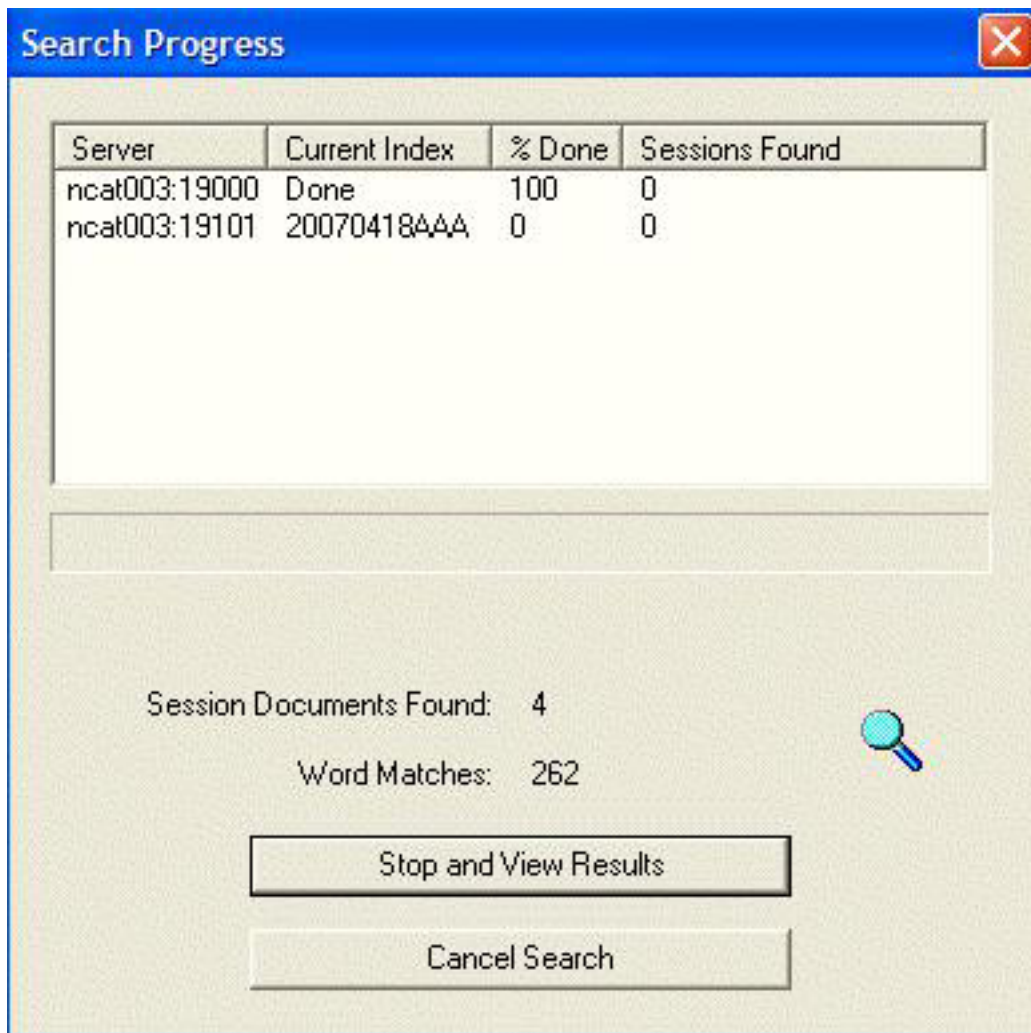 Search Progress
Server Current Index % Done Sessions Found
ncat003:19000 Done 100 0
ncat003:19101 20070418AAA 0 0
Session Documents Found: 4
Word Matches: 262
Stop and View Results
Cancel Search